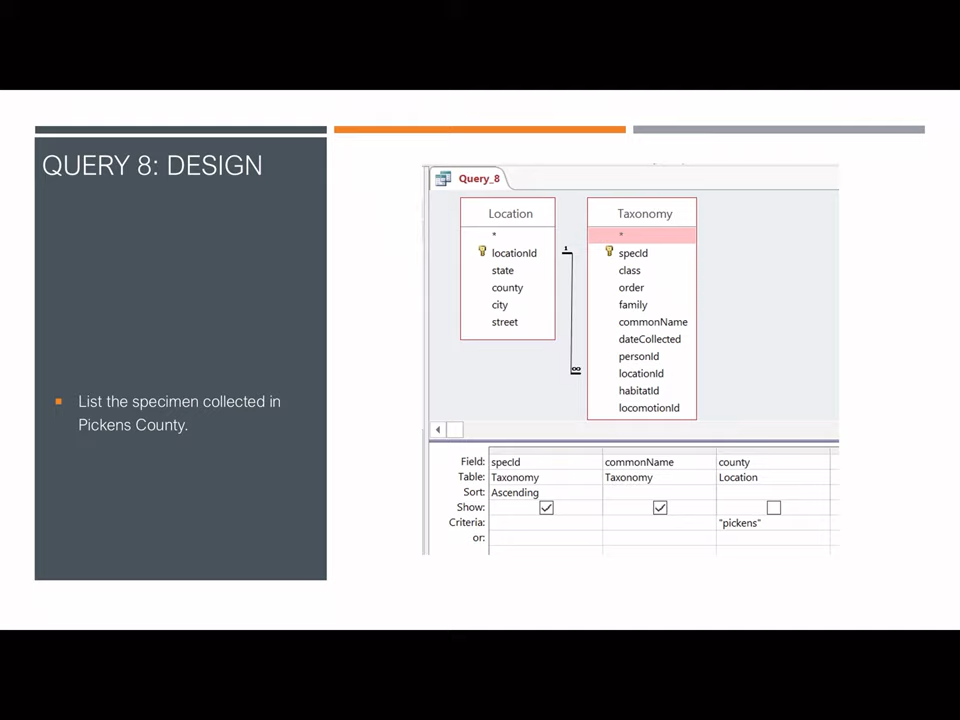 QUERY 8: DESIGN
List the specimen collected in
Pickens County.
Query_8
Location
*
locationId
state
county
city
street
1
∞
Taxonomy
*
specId
class
order
family
commonName
dateCollected
personId
locationId
habitatId
locomotionId
Field: specId commonName county
Table: Taxonomy Taxonomy Location
Sort: Ascending
Show:
Criteria: "pickens"
or: